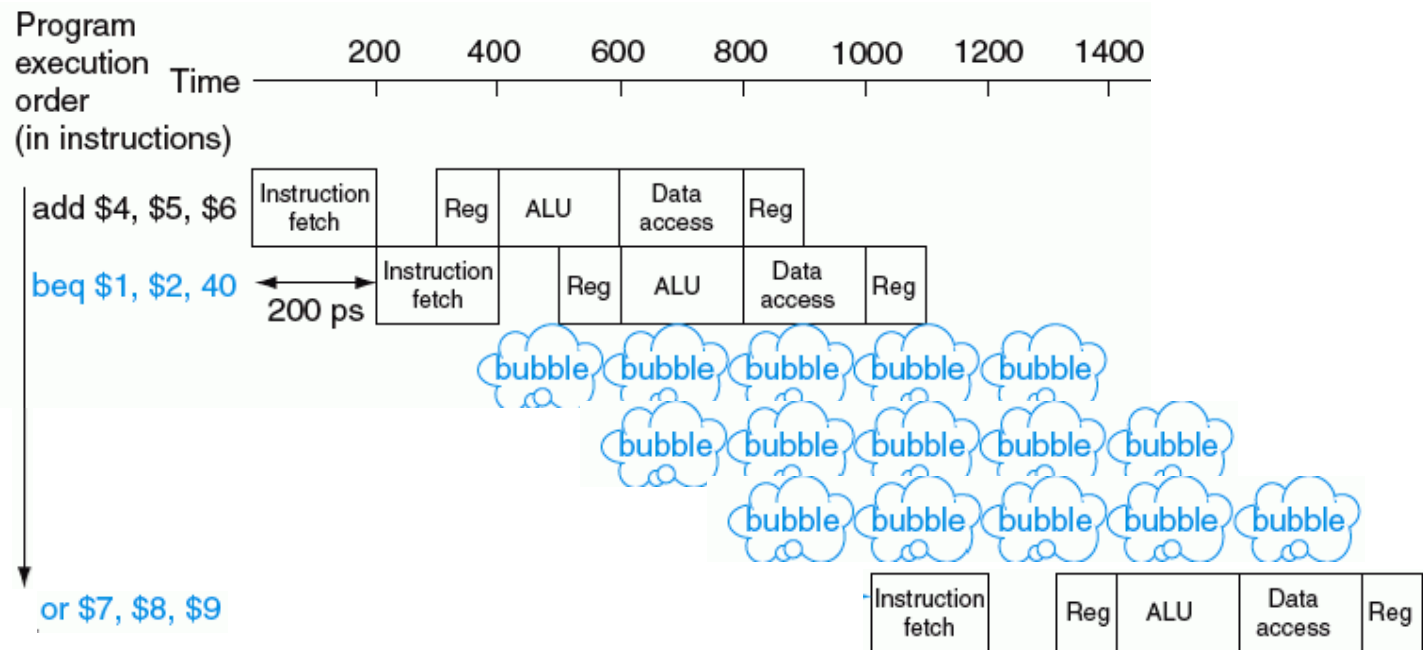 Program
execution
order
(in instructions)
Time
200 400 600 800 1000 1200 1400
add $4, $5, $6
Instruction
fetch
Reg
ALU
Data
access
Reg
beq $1, $2, 40
200 ps
Instruction
fetch
Reg
ALU
Data
access
Reg
bubble bubble bubble bubble bubble
bubble bubble bubble bubble bubble
bubble bubble bubble bubble bubble
or $7, $8, $9
Instruction
fetch
Reg
ALU
Data
access
Reg